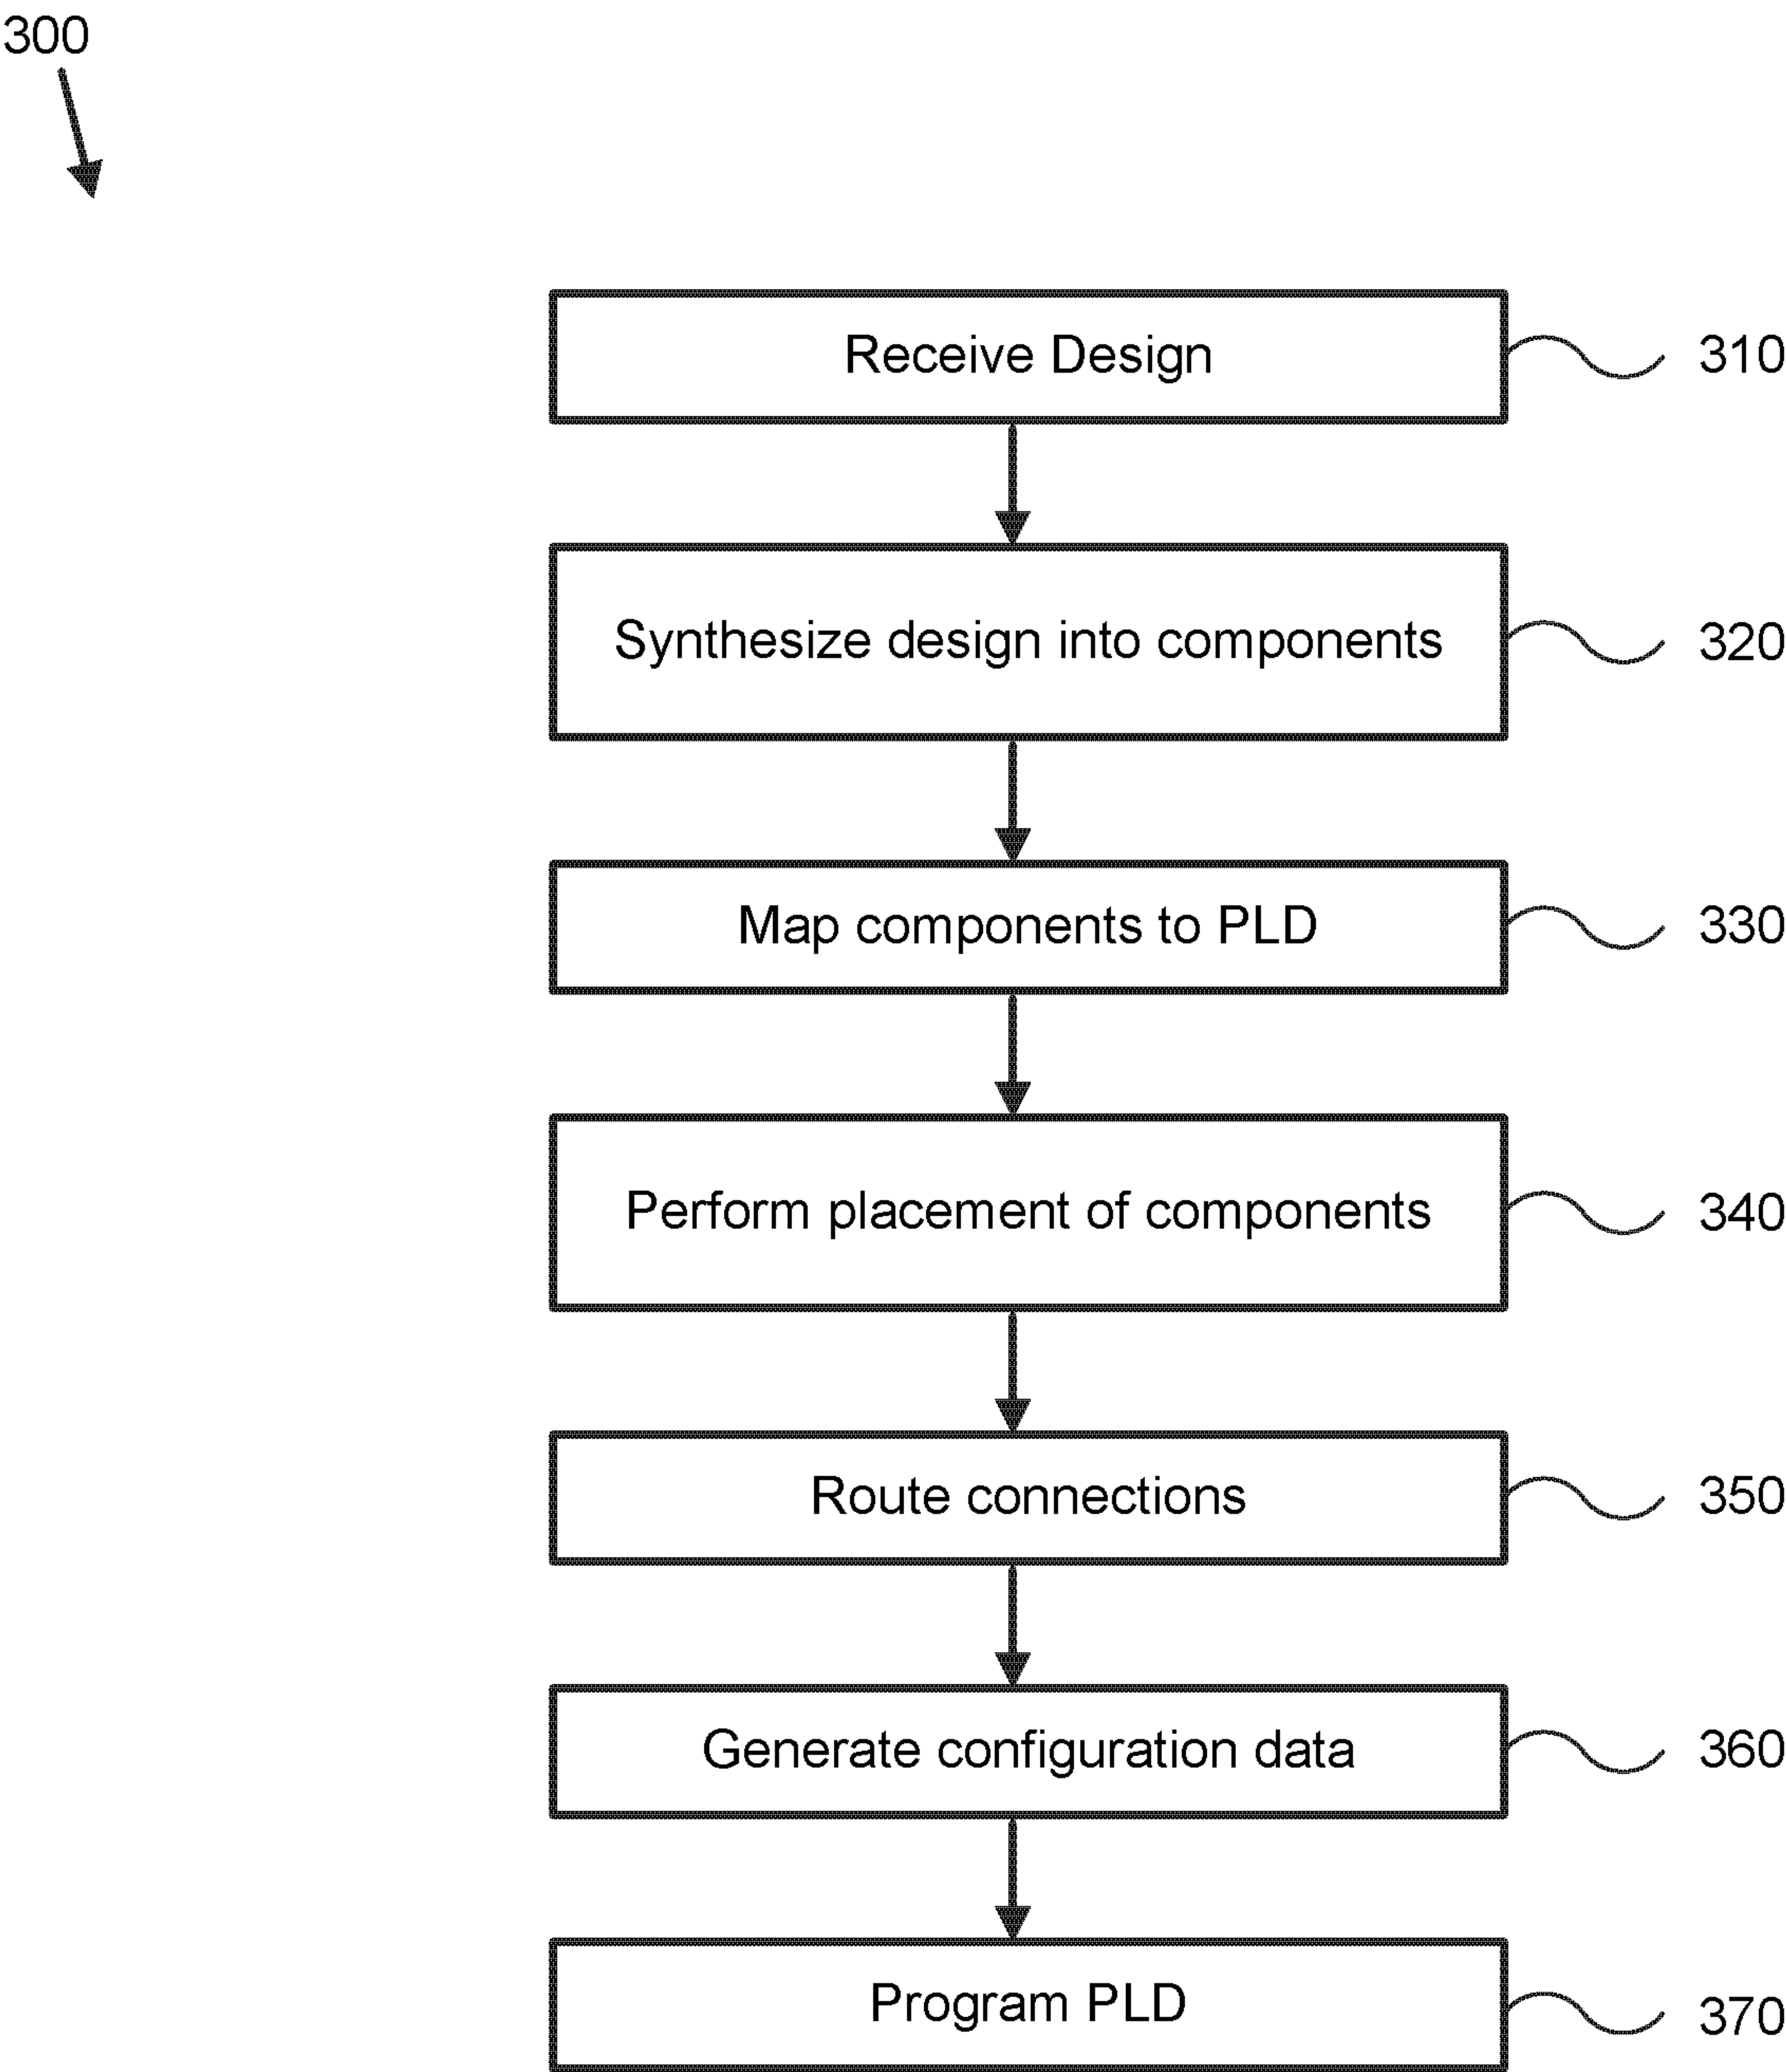 300
Receive Design
310
Synthesize design into components
320
Map components to PLD
330
Perform placement of components
340
Route connections
350
Generate configuration data
360
Program PLD
370